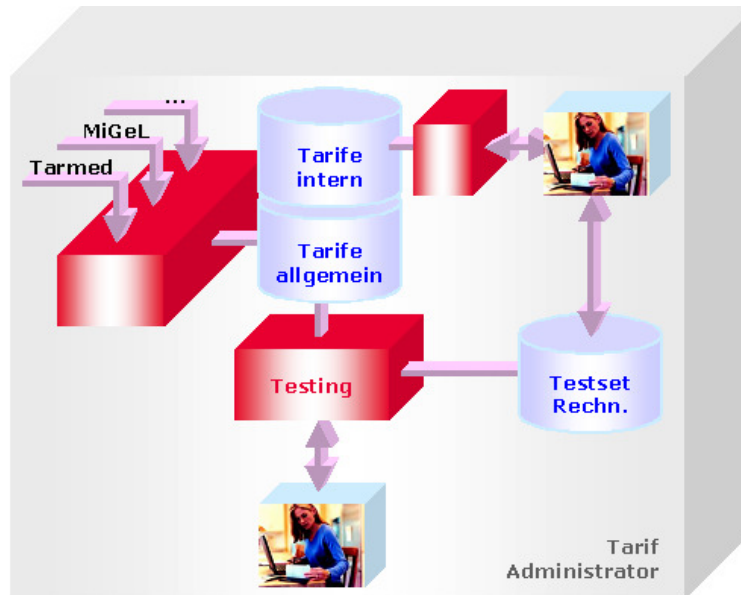 ...
MiGeL
Tarmed
Tarife
intern
Tarife
allgemein
Testing
Testset
Rechn.
Tarif
Administrator